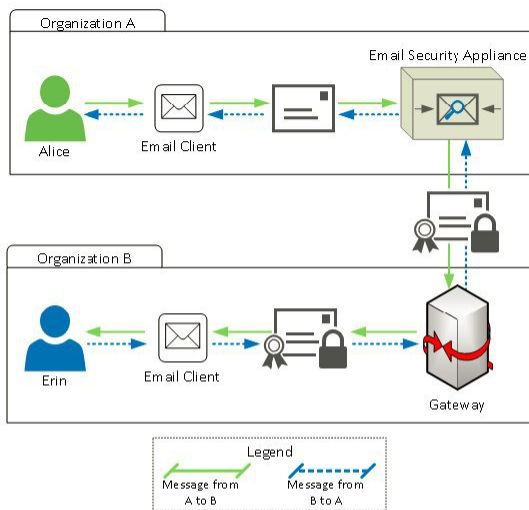 Organization A
Email Security Appliance
Alice
Email Client
Organization B
Erin
Email Client
Gateway
Legend
Message from
A to B
Message from
B to A